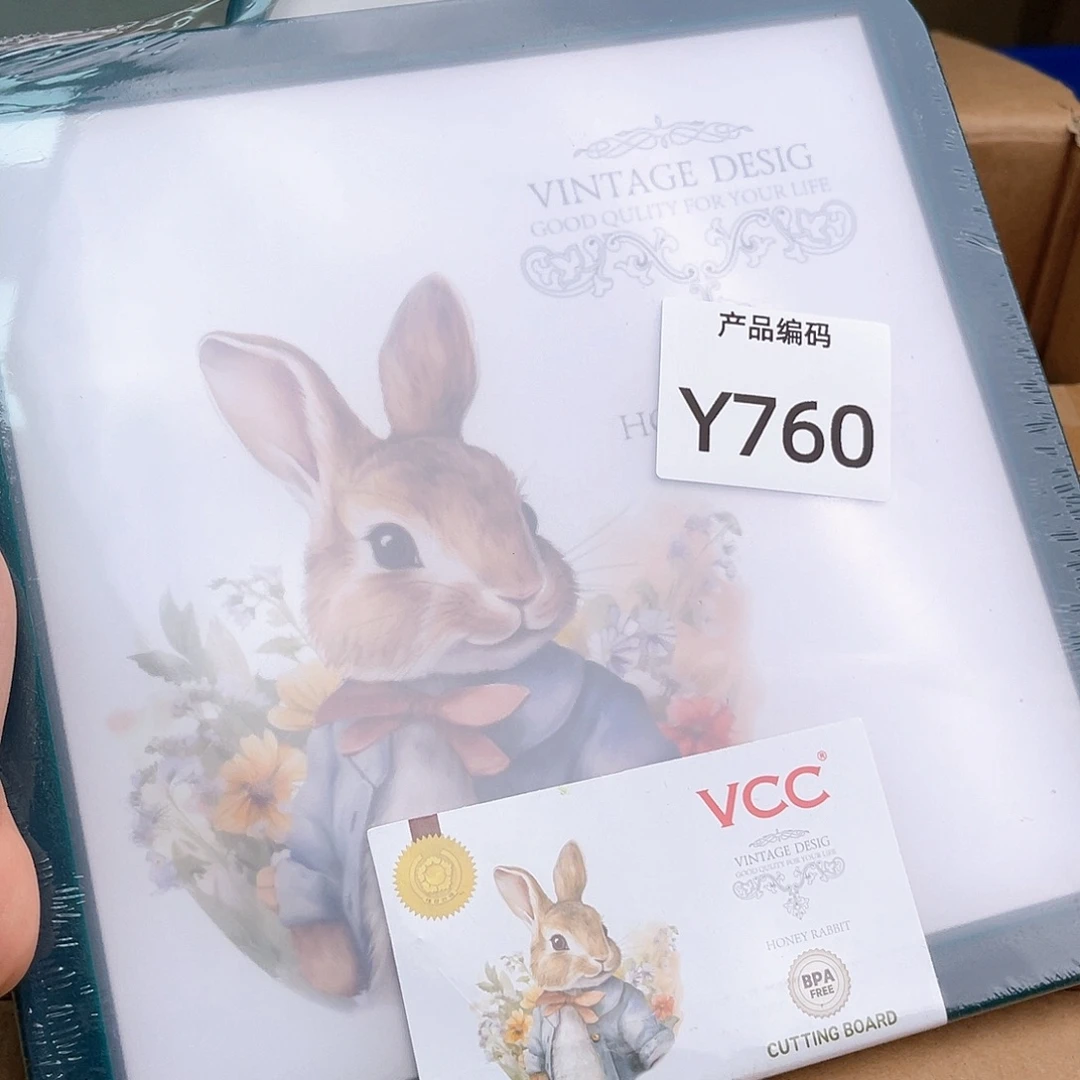 VINTAGE DESIG
GOOD QULITY FOR YOUR LIFE
产品编码
Y760
VCC®
VINTAGE DESIG
GOOD QULITY FOR YOUR LIFE
HONEY RABBIT
BPA
FREE
CUTTING BOARD